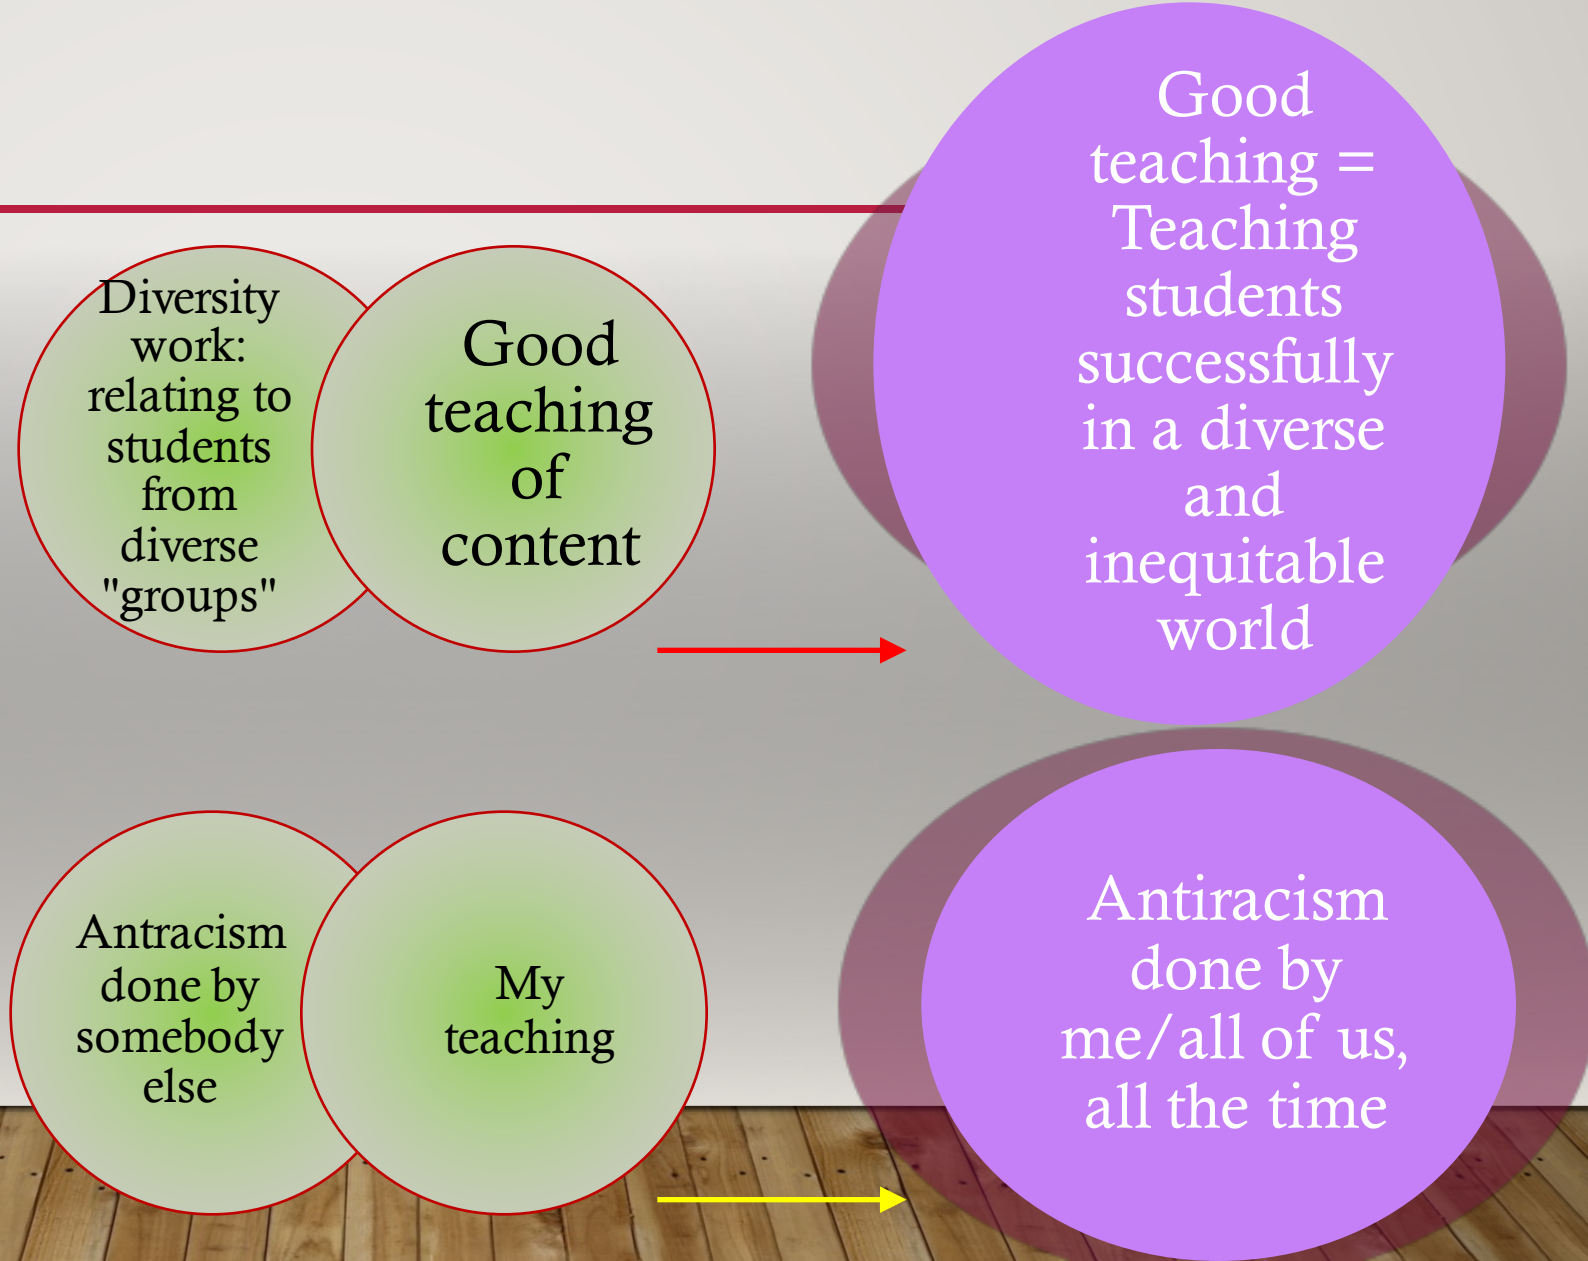 Diversity
work:
relating to
students
from
diverse
"groups"
Good
teaching
of
content
Good
teaching =
Teaching
students
successfully
in a diverse
and
inequitable
world
Antracism
done by
somebody
else
My
teaching
Antiracism
done by
me/all of us,
all the time